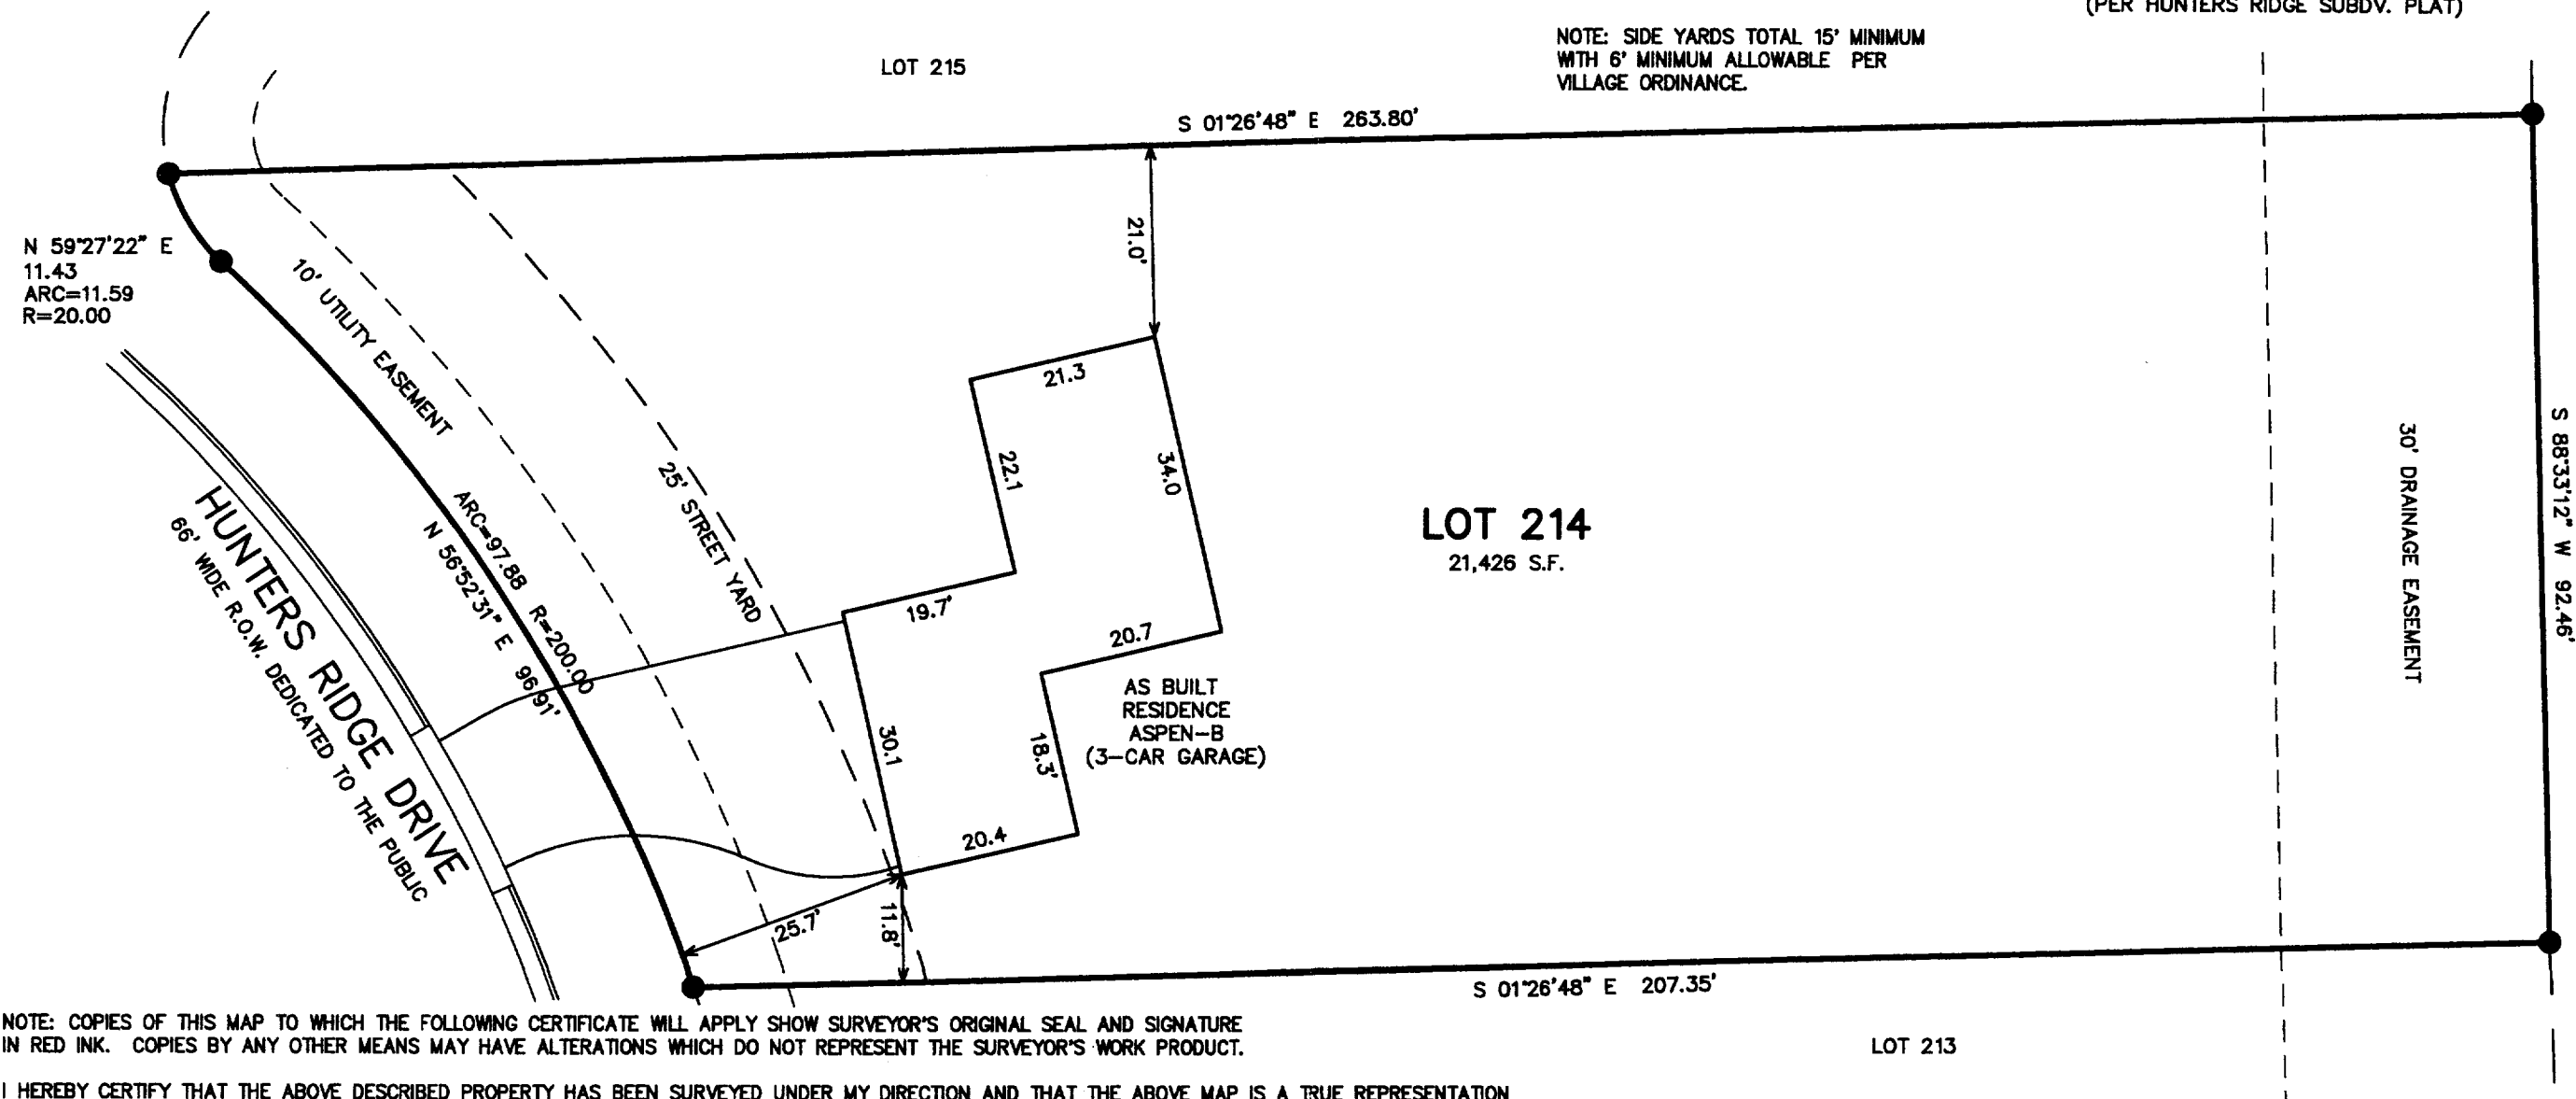 (PER HUNTERS RIDGE SUBDV. PLAT)
NOTE: SIDE YARDS TOTAL 15' MINIMUM
WITH 6' MINIMUM ALLOWABLE PER
VILLAGE ORDINANCE.
LOT 215
S 01°26'48" E 263.80'
N 59°27'22" E
11.43
ARC=11.59
R=20.00
10' UTILITY EASEMENT
21.0'
21.3
22.1
34.0
25' STREET YARD
ARC=97.88 R=200.00
N 56°52'31" E 96.91'
HUNTERS RIDGE DRIVE
66' WIDE R.O.W. DEDICATED TO THE PUBLIC
19.7'
20.7
LOT 214
21,426 S.F.
30' DRAINAGE EASEMENT
S 88°33'12" W 92.46'
AS BUILT
RESIDENCE
ASPEN-B
(3-CAR GARAGE)
30.1
18.3'
20.4
25.7'
11.8'
S 01°26'48" E 207.35'
LOT 213
NOTE: COPIES OF THIS MAP TO WHICH THE FOLLOWING CERTIFICATE WILL APPLY SHOW SURVEYOR'S ORIGINAL SEAL AND SIGNATURE
IN RED INK. COPIES BY ANY OTHER MEANS MAY HAVE ALTERATIONS WHICH DO NOT REPRESENT THE SURVEYOR'S WORK PRODUCT.
I HEREBY CERTIFY THAT THE ABOVE DESCRIBED PROPERTY HAS BEEN SURVEYED UNDER MY DIRECTION AND THAT THE ABOVE MAP IS A TRUE REPRESENTATION